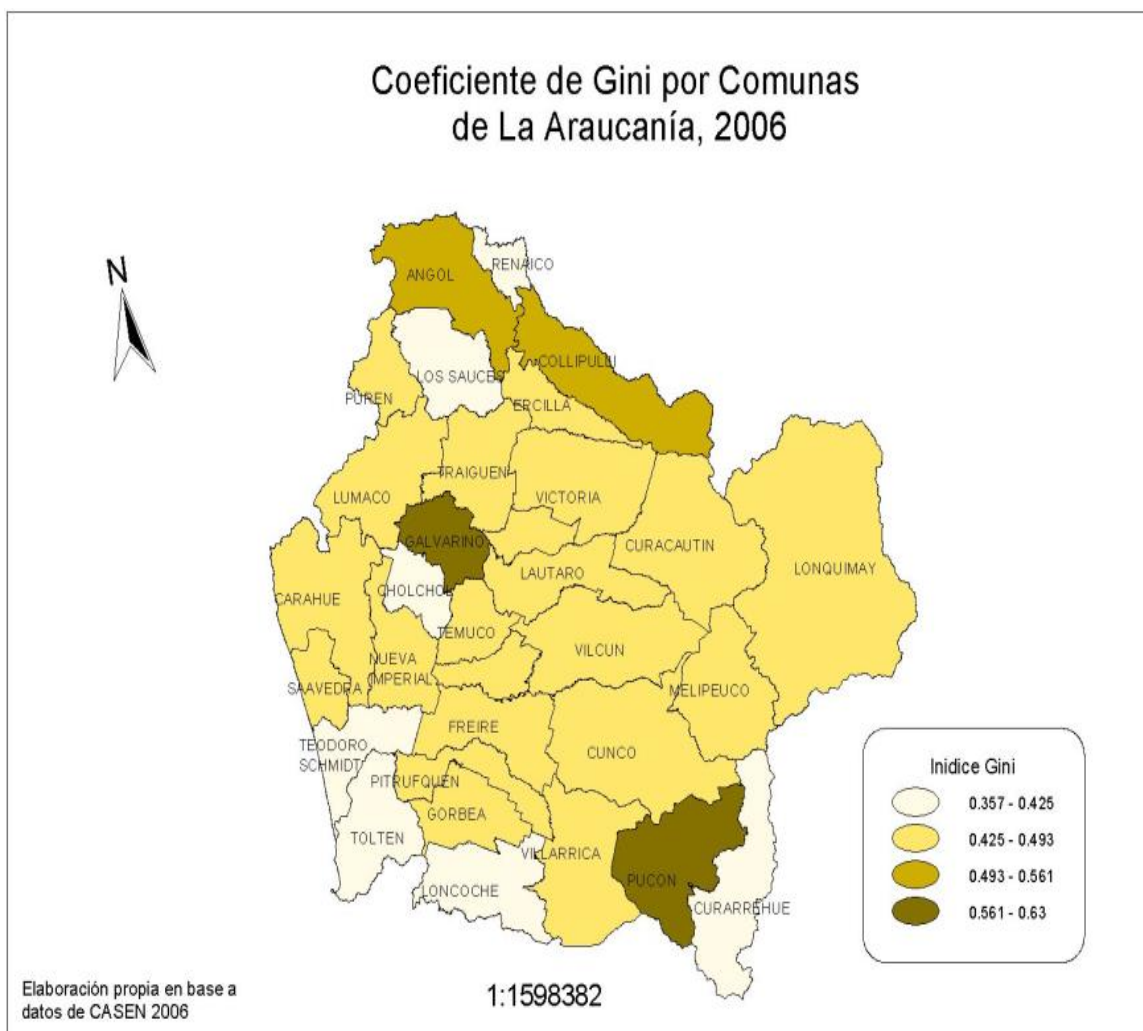 Coeficiente de Gini por Comunas
de La Araucanía, 2006
N
RENAICO
ANGOL
COLLIPULLI
LOS SAUCES
PUREN
ERCILLA
TRAIGUEN
LUMACO
VICTORIA
GALVARINO
CURACAUTIN
LONQUIMAY
LAUTARO
CHOLCHOL
CARAHUE
TEMUCO
VILCUN
NUEVA
IMPERIAL
SAAVEDRA
MELIPEUCO
FREIRE
TEODORO
SCHMIDT
CUNCO
PITRUFQUEN
GORBEA
TOLTEN
VILLARRICA
PUCON
LONCOCHE
CURARREHUE
Inidice Gini
0.357 - 0.425
0.425 - 0.493
0.493 - 0.561
0.561 - 0.63
Elaboración propia en base a
datos de CASEN 2006
1:1598382